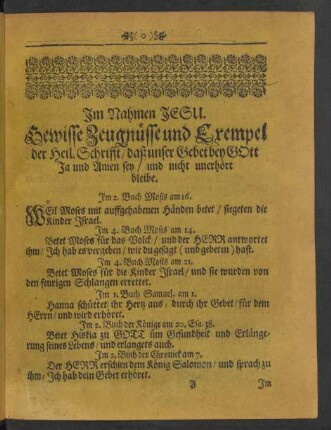 Im Nahmen JESU.
Gewisse Zeugnüsse und Exempel
der Heil. Schrifft / daß unser Gebet bey GOtt
Ja und Amen sey / und nicht unerhört
bleibe.
Im 2. Buch Mosis am 16.
WEil Moses mit auffgehabenen Händen betet / siegeten die
Kinder Israel.
Im 4. Buch Mosis am 14.
Betet Moses für das Volck / und der HERR antwortet
ihm / Ich hab es vergeben / wie du gesagt (und gebeten) hast.
Im 4. Buch Mosis am 21.
Betet Moses für die Kinder Israel / und sie wurden von
den feurigen Schlangen errettet.
Im 1. Buch Samuel. am 1.
Hanna schüttet ihr Hertz aus / durch ihr Gebet / für dem
HErrn / und wird erhöret.
Im 2. Buch der Könige am 20. Esa. 38.
Betet Hiskia zu GOTT üm Gesundheit und Erlänge-
rung seines Lebens / und erlangets auch.
Im 2. Buch der Chronick am 7.
Der HERR erschien dem König Salomon / und sprach zu
ihm / Ich hab dein Gebet erhöret.
A Im